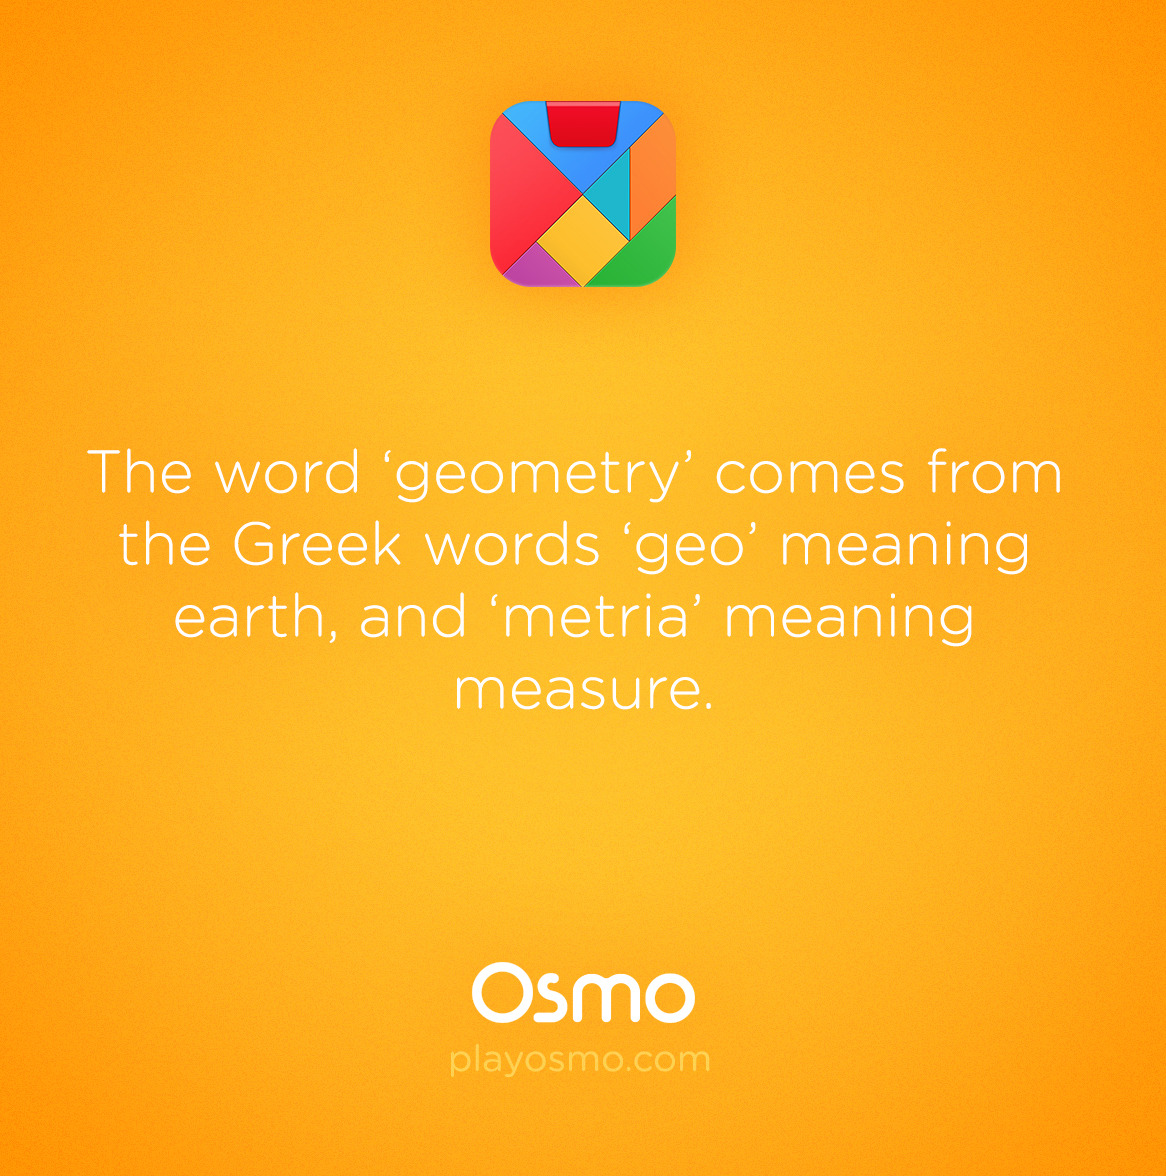 The word ‘geometry’ comes from
the Greek words ‘geo’ meaning
earth, and ‘metria’ meaning
measure.
Osmo
playosmo.com